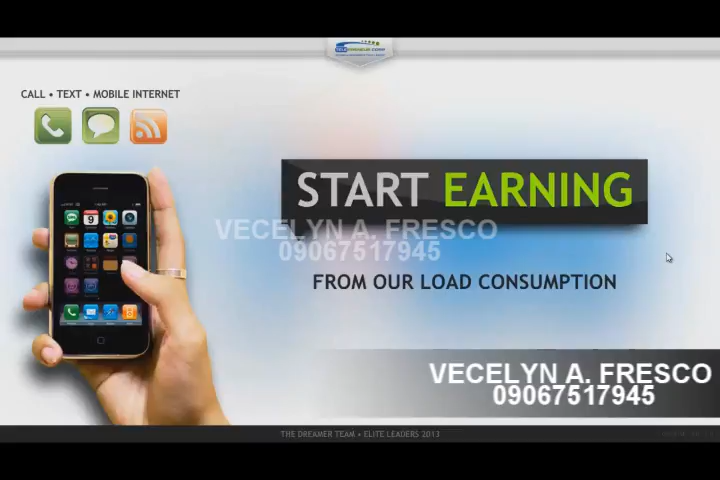 CALL • TEXT • MOBILE INTERNET
START EARNING
VECELYN A. FRESCO
09067517945
FROM OUR LOAD CONSUMPTION
VECELYN A. FRESCO
09067517945
THE DREAMER TEAM • ELITE LEADERS 2013